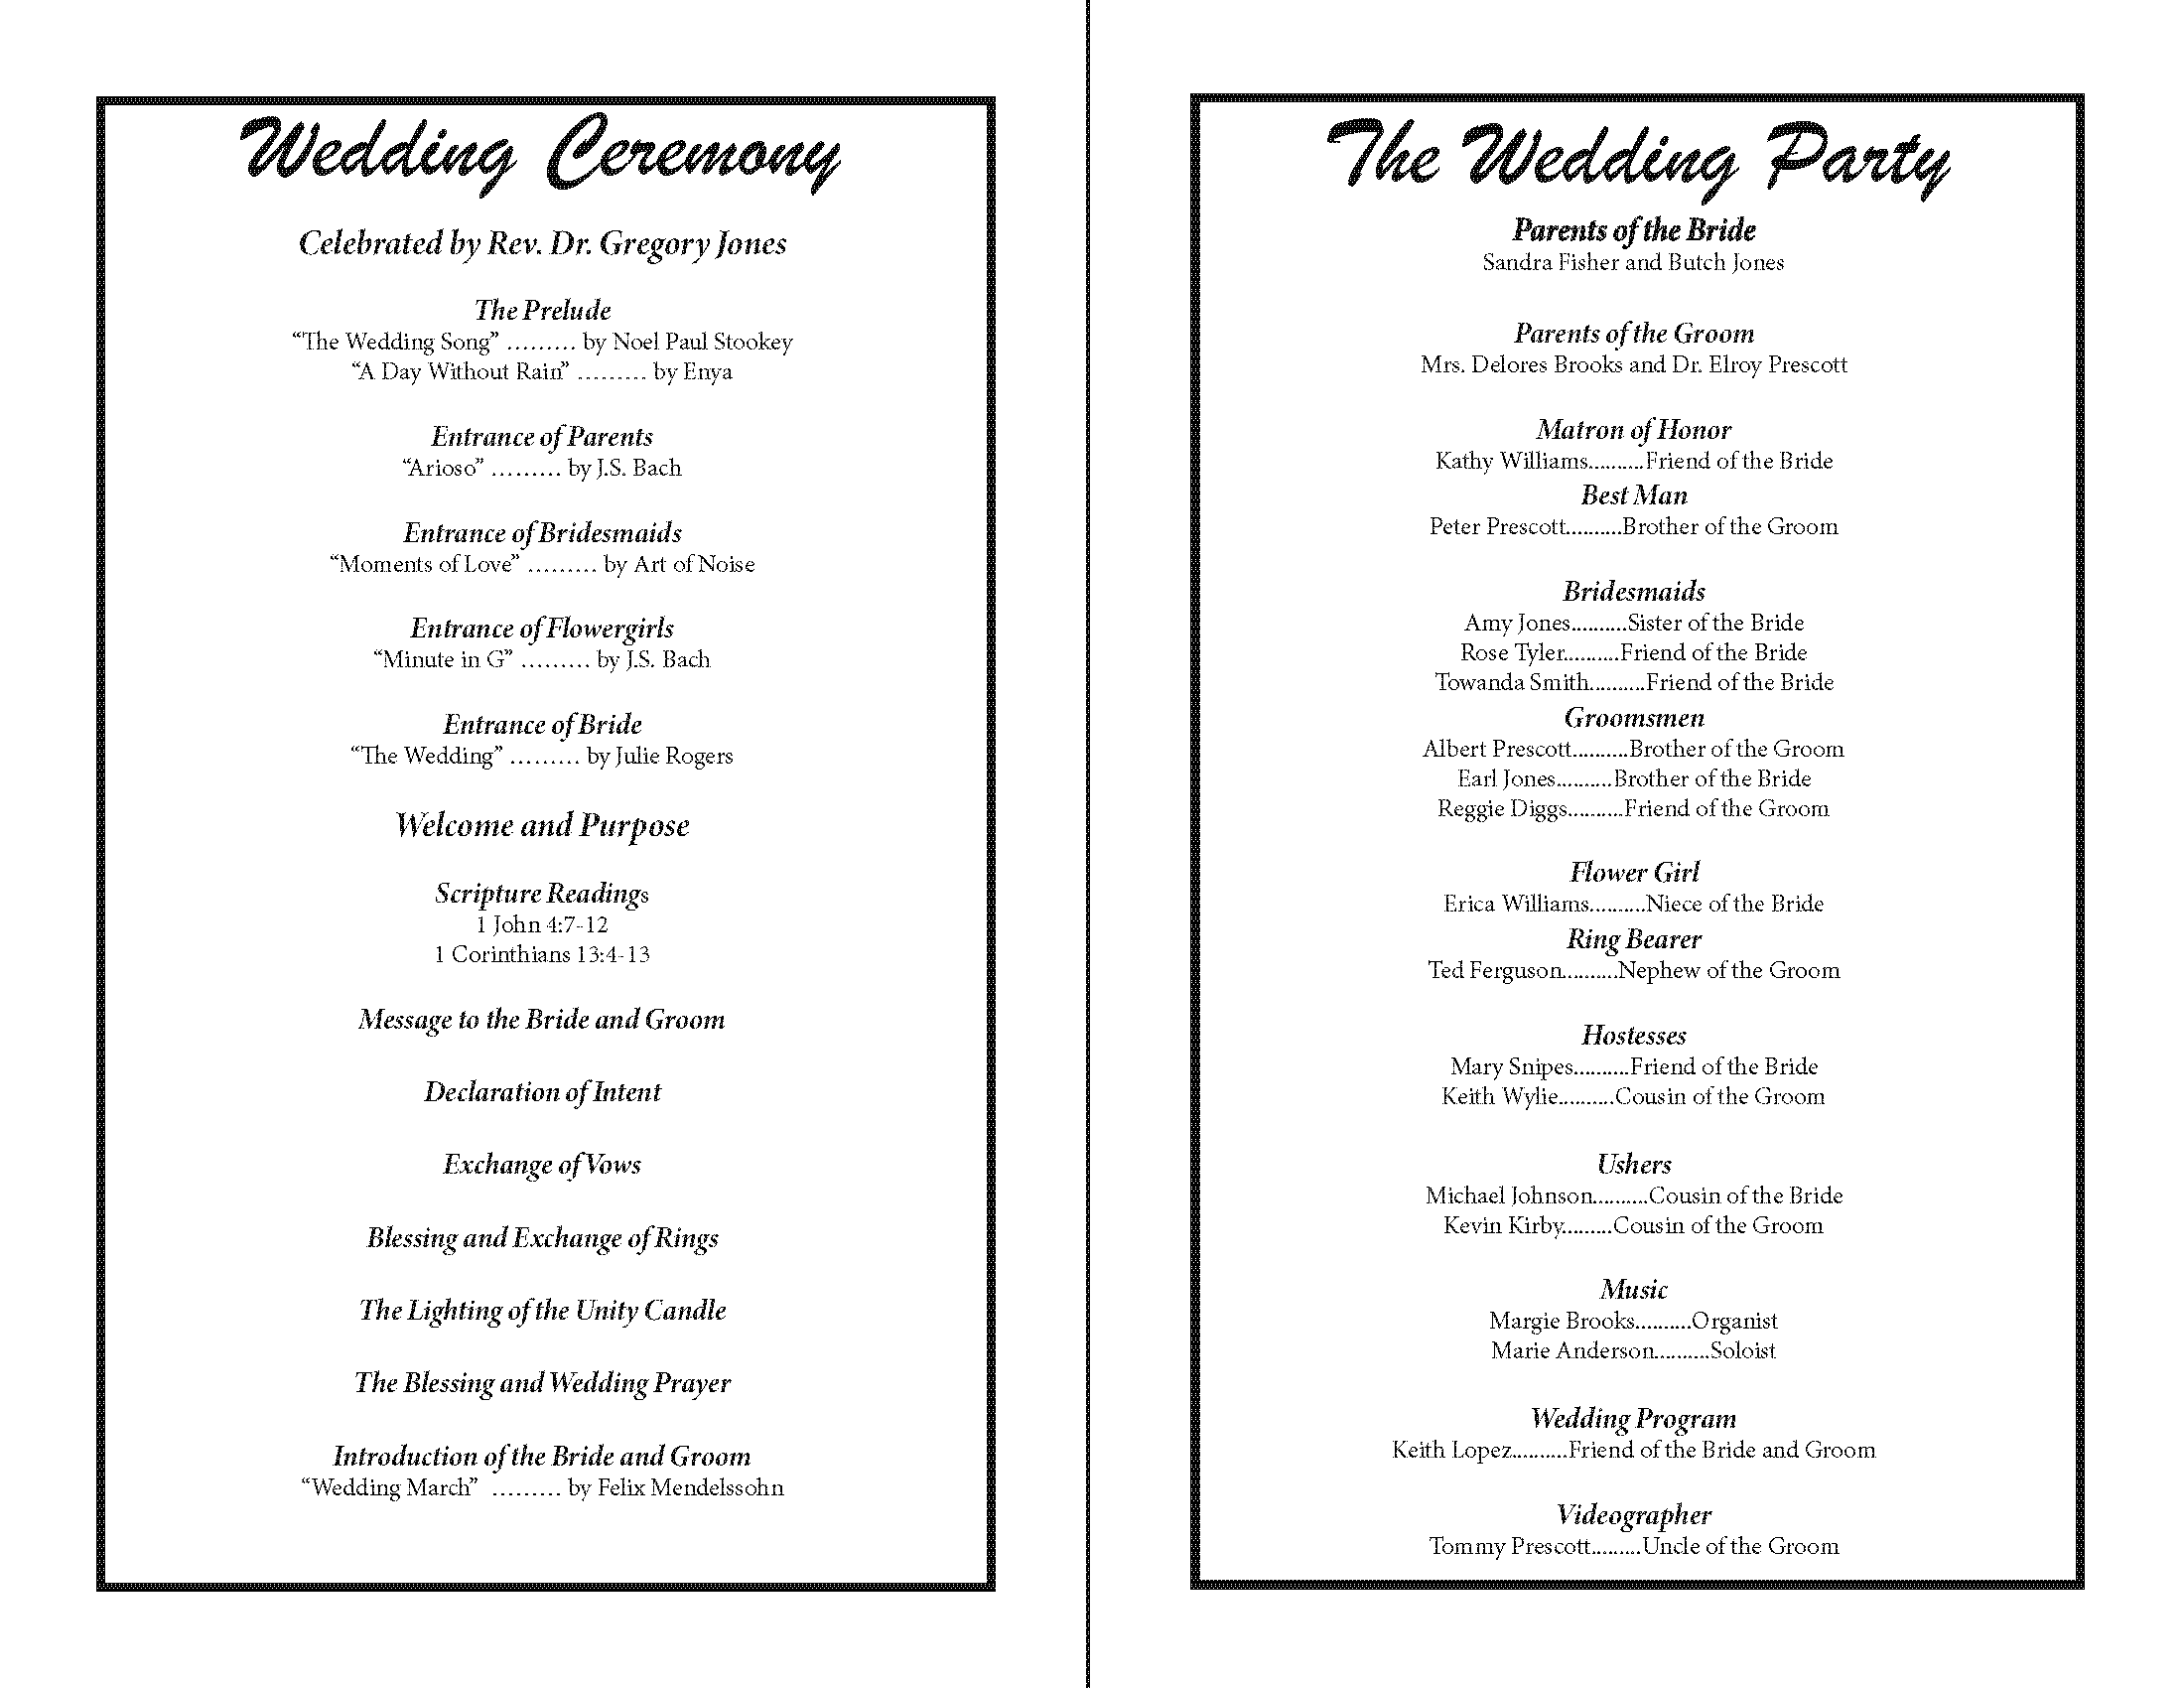 Wedding Ceremony
Celebrated by Rev. Dr. Gregory Jones
The Prelude
“The Wedding Song” ......... by Noel Paul Stookey
“A Day Without Rain” ......... by Enya
Entrance of Parents
“Arioso” ......... by J.S. Bach
Entrance of Bridesmaids
“Moments of Love” ......... by Art of Noise
Entrance of Flowergirls
“Minute in G” ......... by J.S. Bach
Entrance of Bride
“The Wedding” ......... by Julie Rogers
Welcome and Purpose
Scripture Readings
1 John 4:7-12
1 Corinthians 13:4-13
Message to the Bride and Groom
Declaration of Intent
Exchange of Vows
Blessing and Exchange of Rings
The Lighting of the Unity Candle
The Blessing and Wedding Prayer
Introduction of the Bride and Groom
“Wedding March” ......... by Felix Mendelssohn
The Wedding Party
Parents of the Bride
Sandra Fisher and Butch Jones
Parents of the Groom
Mrs. Delores Brooks and Dr. Elroy Prescott
Matron of Honor
Kathy Williams..........Friend of the Bride
Best Man
Peter Prescott..........Brother of the Groom
Bridesmaids
Amy Jones..........Sister of the Bride
Rose Tyler..........Friend of the Bride
Towanda Smith..........Friend of the Bride
Groomsmen
Albert Prescott..........Brother of the Groom
Earl Jones..........Brother of the Bride
Reggie Diggs..........Friend of the Groom
Flower Girl
Erica Williams..........Niece of the Bride
Ring Bearer
Ted Ferguson..........Nephew of the Groom
Hostesses
Mary Snipes..........Friend of the Bride
Keith Wylie..........Cousin of the Groom
Ushers
Michael Johnson..........Cousin of the Bride
Kevin Kirby.........Cousin of the Groom
Music
Margie Brooks..........Organist
Marie Anderson..........Soloist
Wedding Program
Keith Lopez..........Friend of the Bride and Groom
Videographer
Tommy Prescott.........Uncle of the Groom